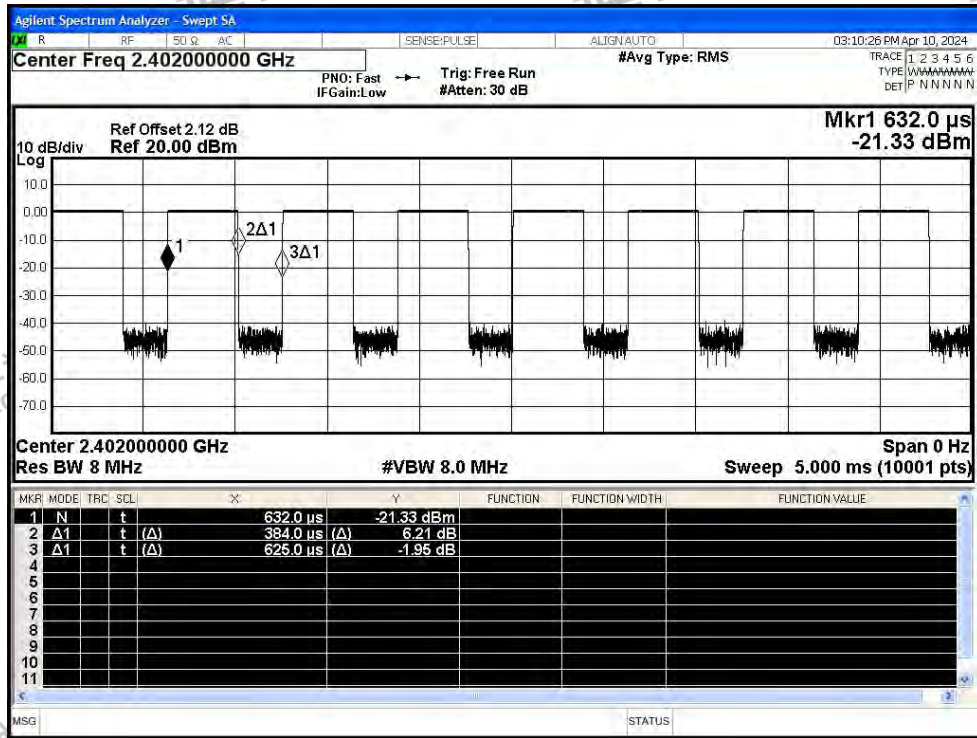 Agilent Spectrum Analyzer - Swept SA
LXI R RF 50 Ω AC SENSE:PULSE ALIGN AUTO 03:10:26 PM Apr 10, 2024
Center Freq 2.402000000 GHz #Avg Type: RMS TRACE 1 2 3 4 5 6
PNO: Fast Trig: Free Run TYPE WWWWWW
IFGain:Low #Atten: 30 dB DET P N N N N N
Mkr1 632.0 µs
Ref Offset 2.12 dB
10 dB/div Ref 20.00 dBm -21.33 dBm
Log
10.0
0.00
2Δ1
-10.0
1
3Δ1
-20.0
-30.0
-40.0
-50.0
-60.0
-70.0
Center 2.402000000 GHz Span 0 Hz
Res BW 8 MHz #VBW 8.0 MHz Sweep 5.000 ms (10001 pts)
MKR MODE TRC SCL X Y FUNCTION FUNCTION WIDTH FUNCTION VALUE
1 N t 632.0 µs -21.33 dBm
2 Δ1 t (Δ) 384.0 µs (Δ) 6.21 dB
3 Δ1 t (Δ) 625.0 µs (Δ) -1.95 dB
4
5
6
7
8
9
10
11
MSG STATUS